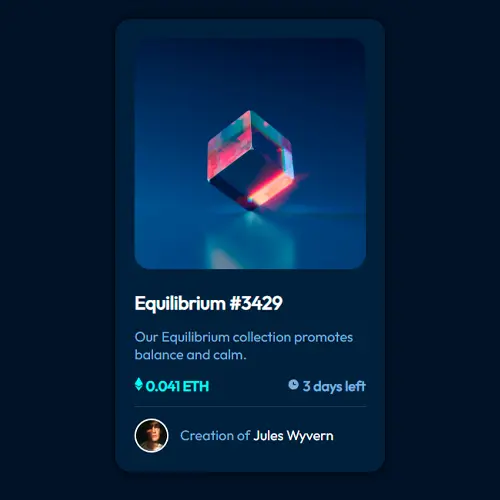 Equilibrium #3429
Our Equilibrium collection promotes
balance and calm.
0.041 ETH 3 days left
Creation of Jules Wyvern